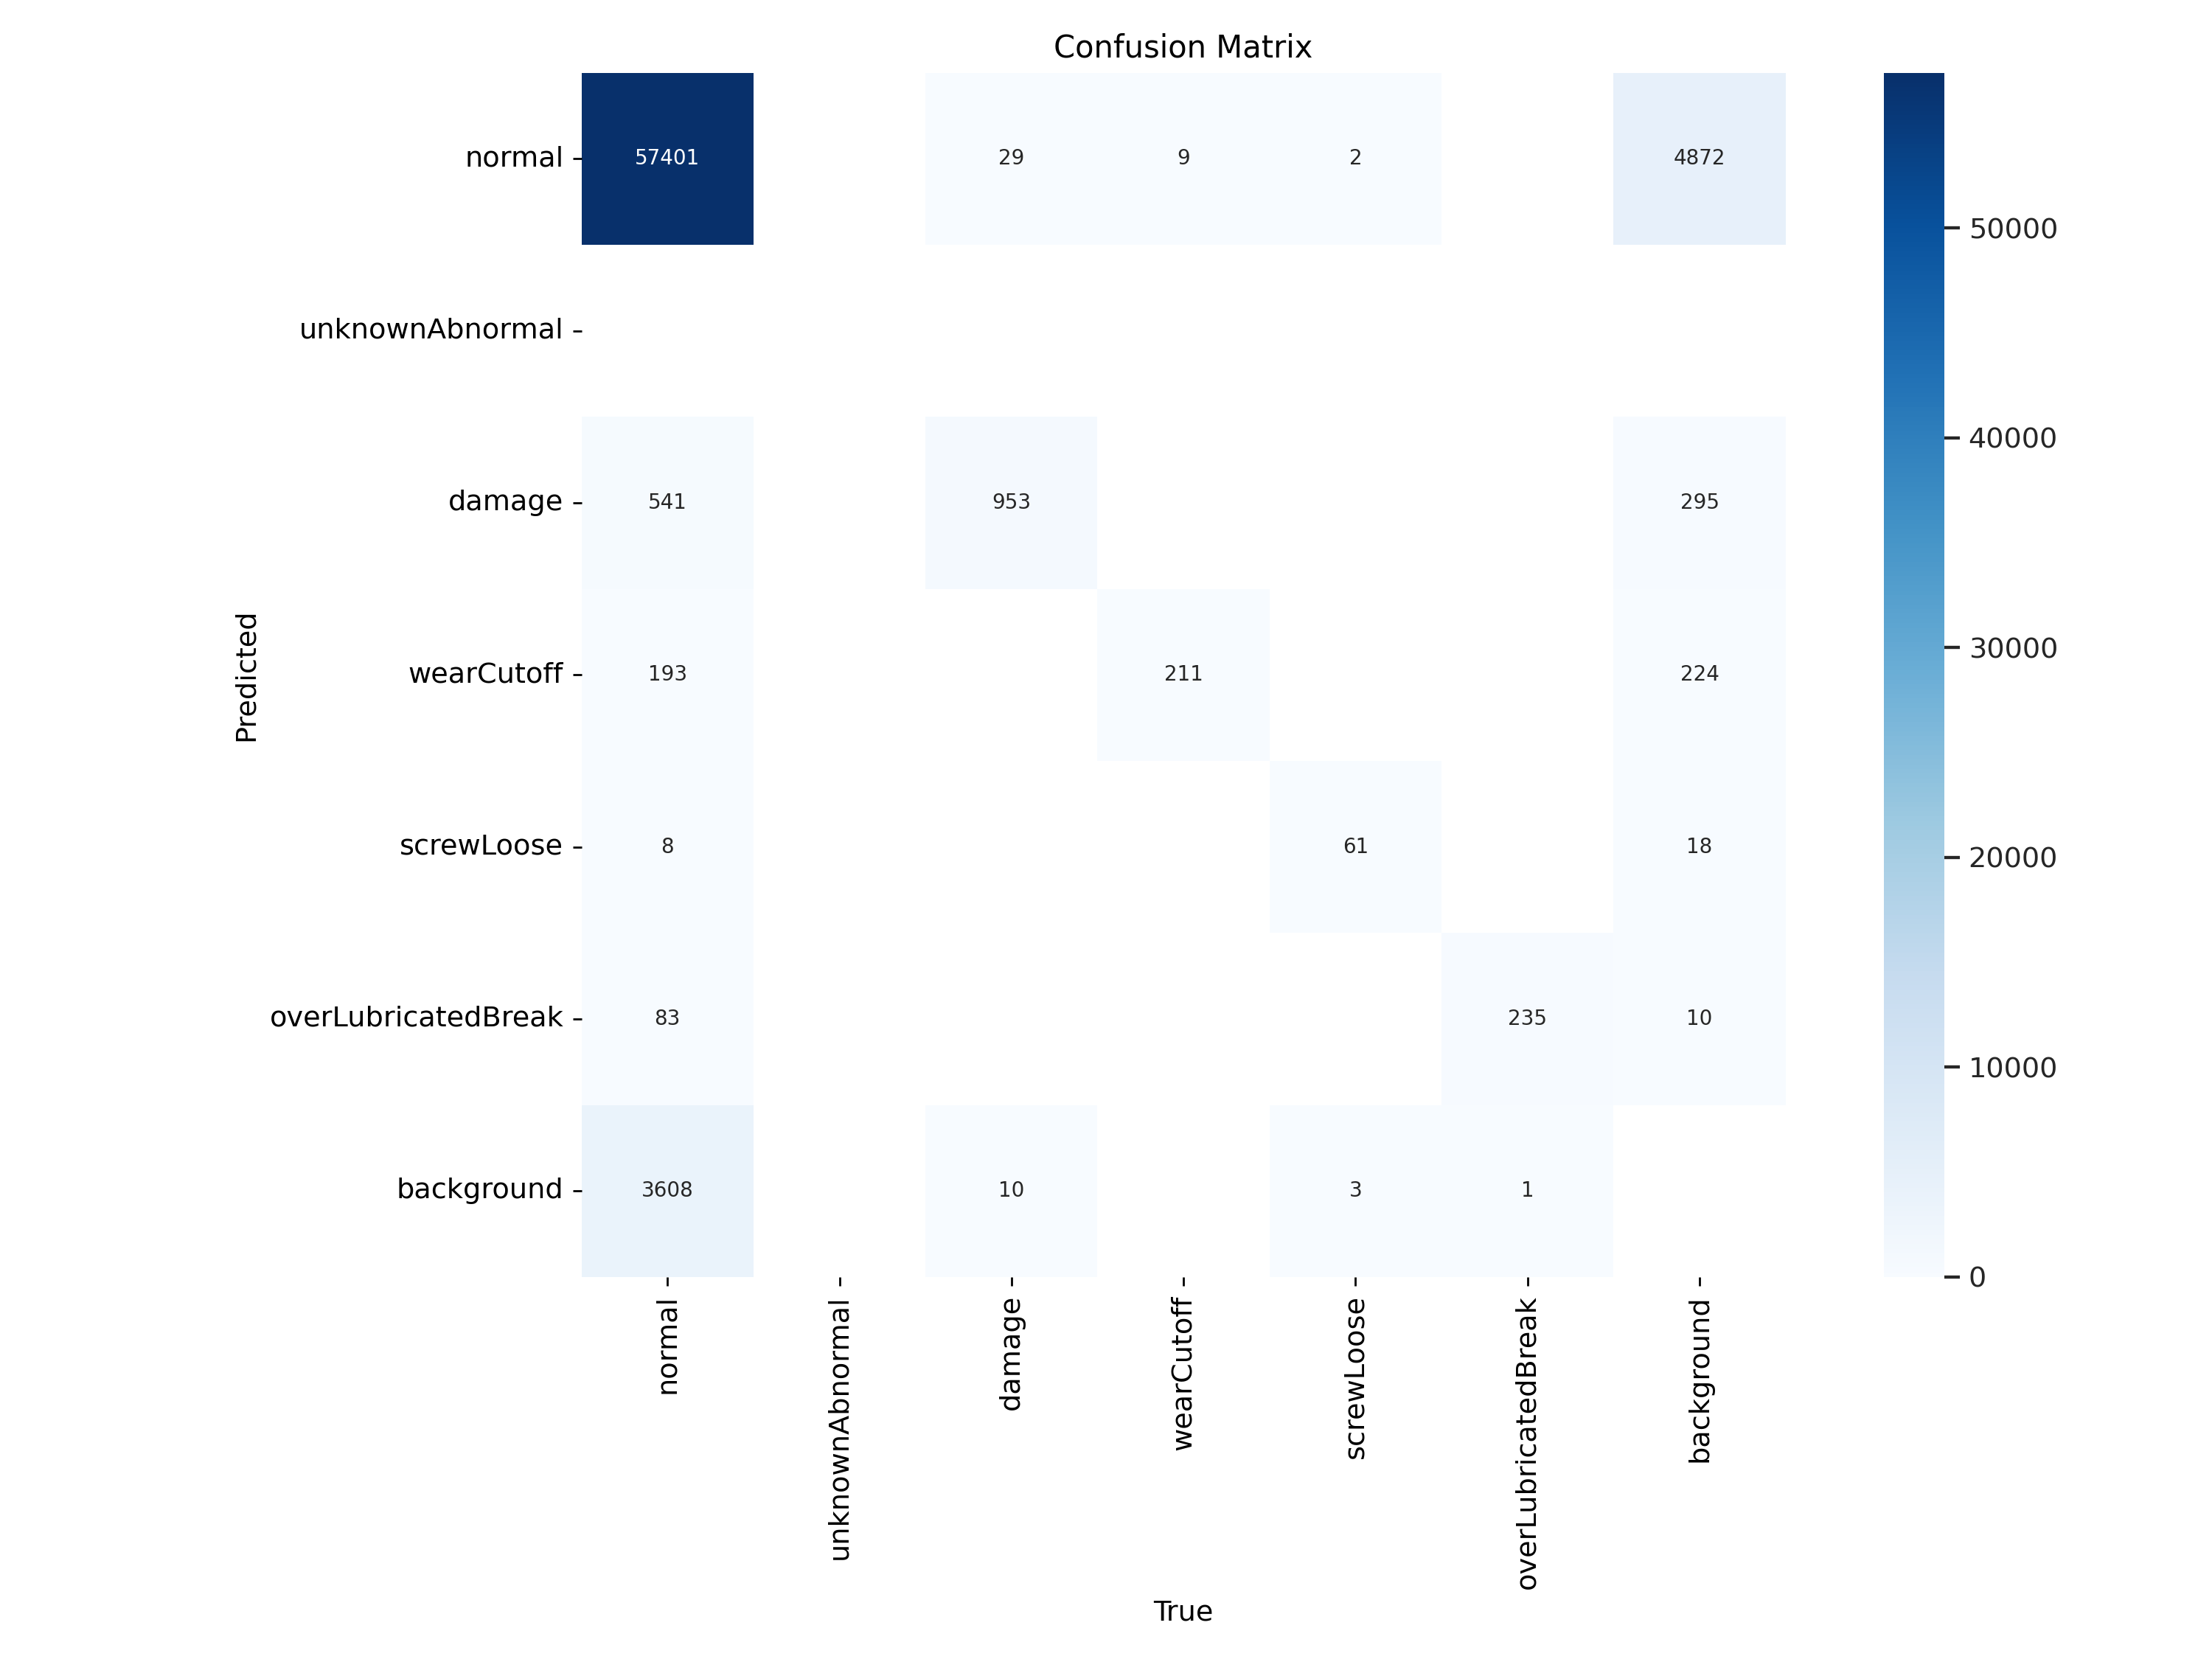 Confusion Matrix
normal
57401
29
9
2
4872
unknownAbnormal
damage
541
953
295
wearCutoff
193
211
224
screwLoose
8
61
18
overLubricatedBreak
83
235
10
background
3608
10
3
1
Predicted
normal
unknownAbnormal
damage
wearCutoff
screwLoose
overLubricatedBreak
background
True
50000
40000
30000
20000
10000
0